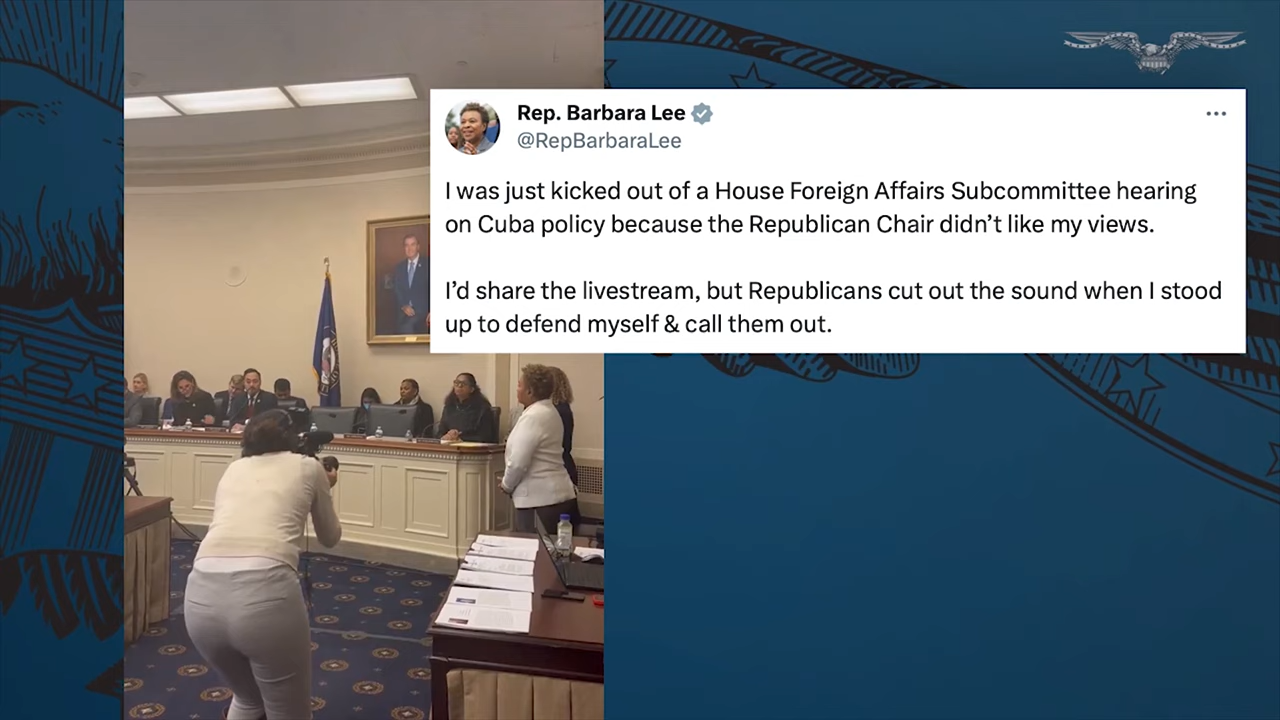 Rep. Barbara Lee
@RepBarbaraLee
I was just kicked out of a House Foreign Affairs Subcommittee hearing
on Cuba policy because the Republican Chair didn’t like my views.
I’d share the livestream, but Republicans cut out the sound when I stood
up to defend myself & call them out.